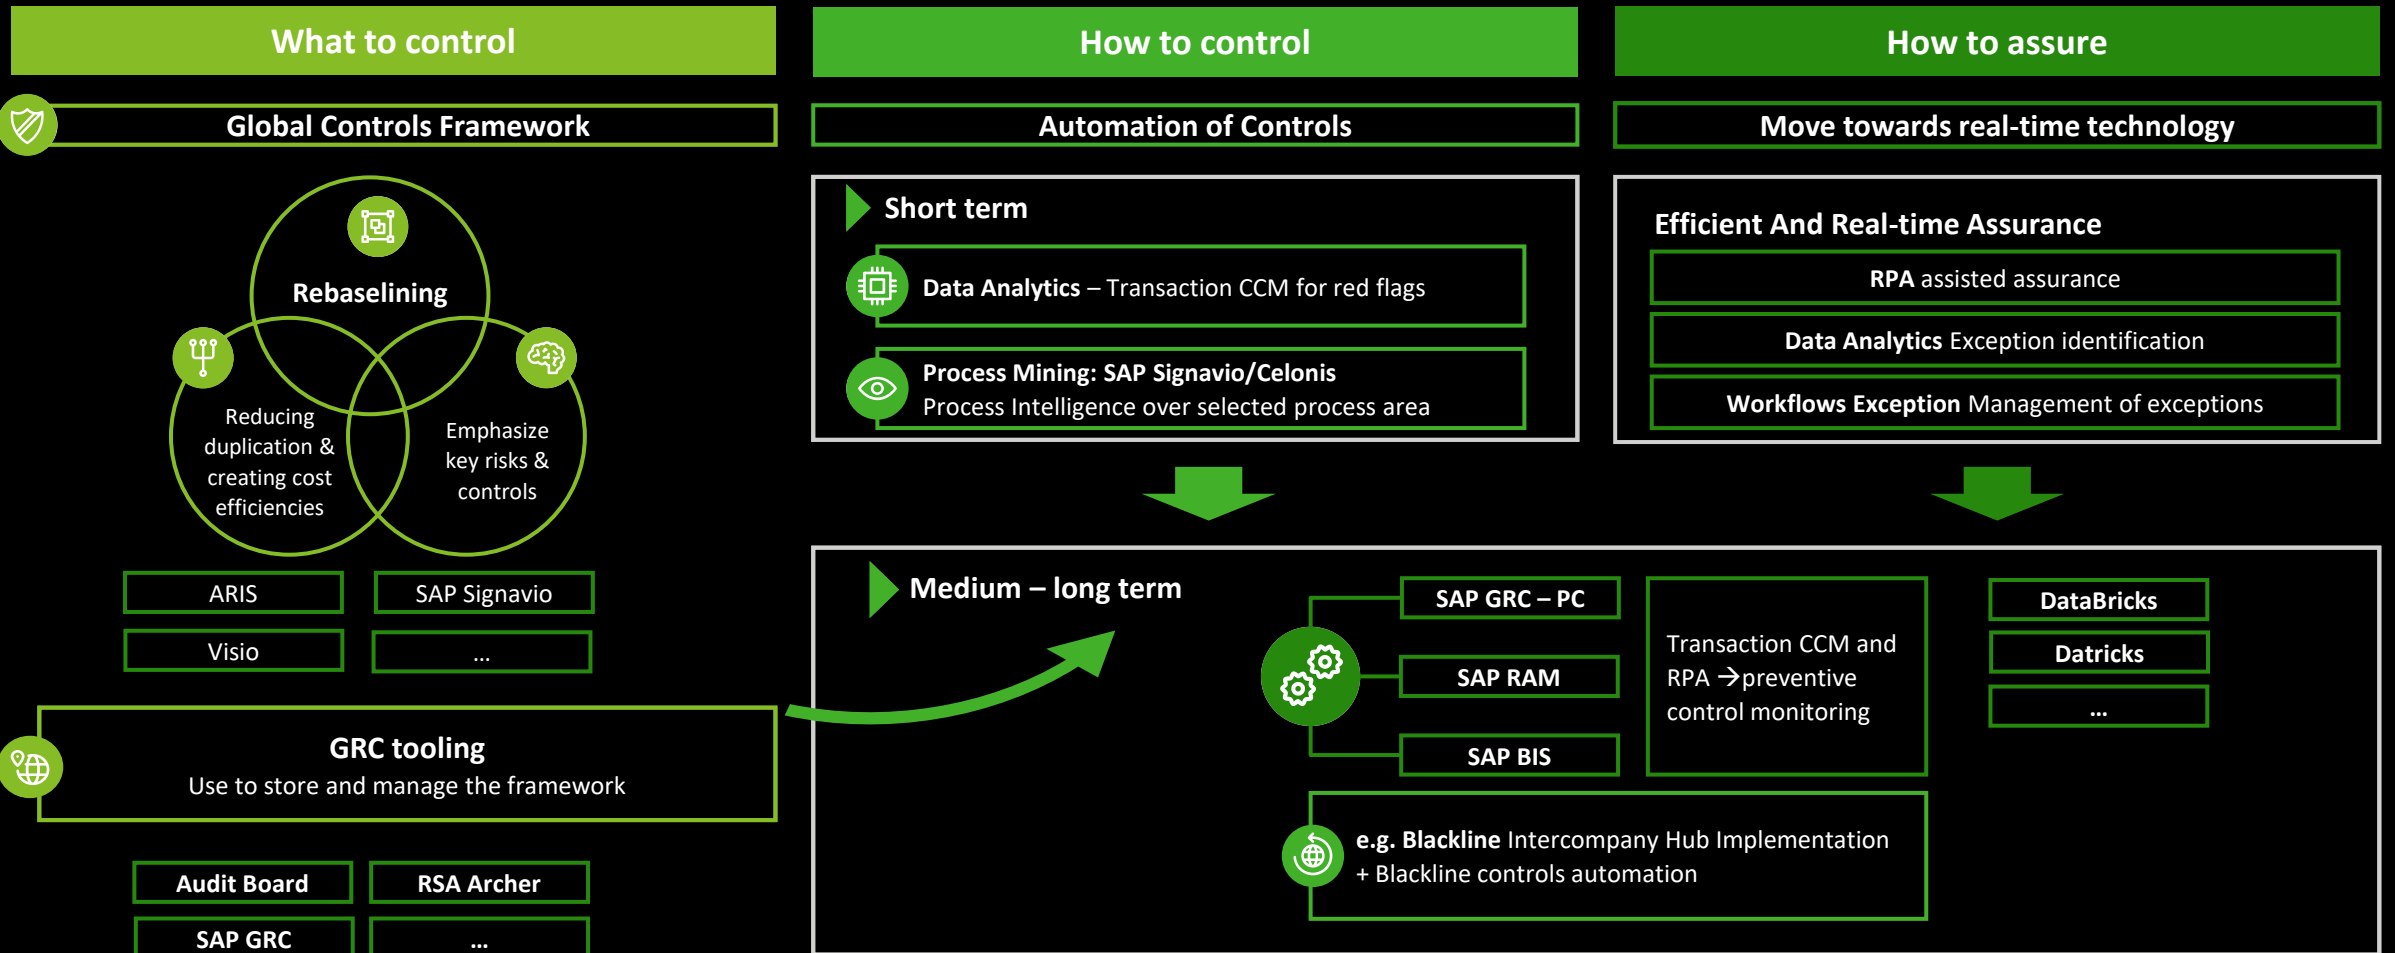 What to control
Global Controls Framework
Rebaselining
Reducing
duplication &
creating cost
efficiencies
Emphasize
key risks &
controls
ARIS
SAP Signavio
Visio
...
GRC tooling
Use to store and manage the framework
Audit Board
RSA Archer
SAP GRC
...
How to control
Automation of Controls
Short term
Data Analytics – Transaction CCM for red flags
Process Mining: SAP Signavio/Celonis
Process Intelligence over selected process area
How to assure
Move towards real-time technology
Efficient And Real-time Assurance
RPA assisted assurance
Data Analytics Exception identification
Workflows Exception Management of exceptions
Medium – long term
SAP GRC – PC
SAP RAM
SAP BIS
Transaction CCM and
RPA → preventive
control monitoring
DataBricks
Datricks
...
e.g. Blackline Intercompany Hub Implementation
+ Blackline controls automation